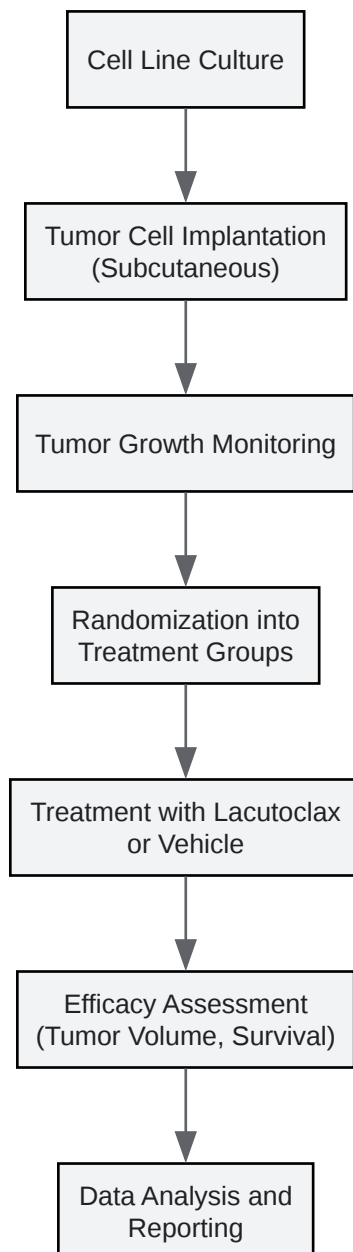 Cell Line Culture
Tumor Cell Implantation
(Subcutaneous)
Tumor Growth Monitoring
Randomization into
Treatment Groups
Treatment with Lacutoclax
or Vehicle
Efficacy Assessment
(Tumor Volume, Survival)
Data Analysis and
Reporting